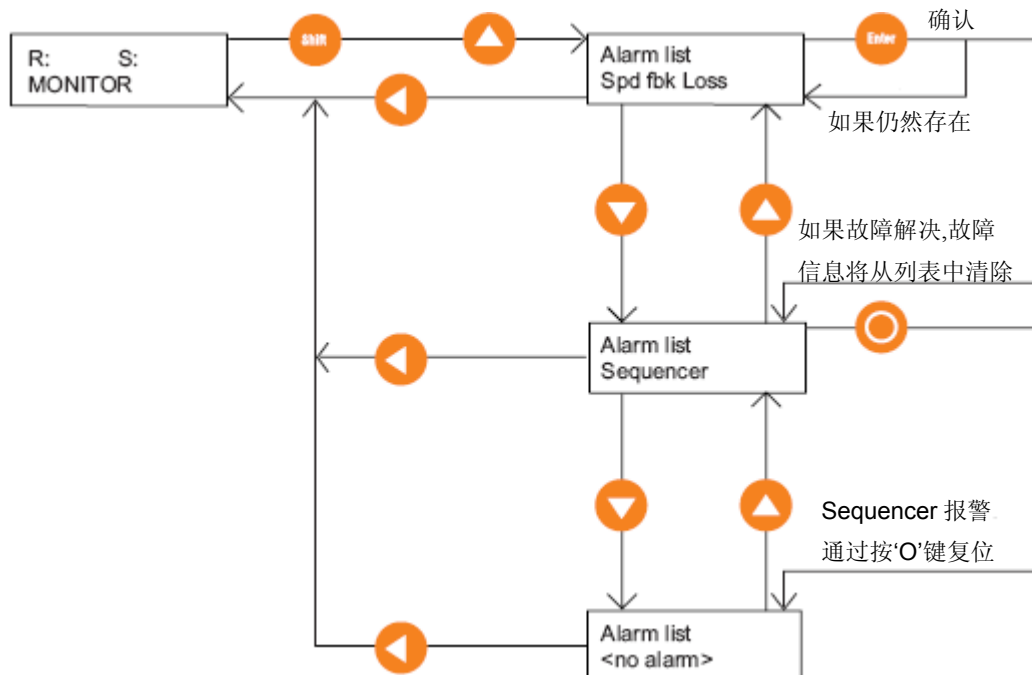 Shift
Enter
确认
R: S:
MONITOR
Alarm list
Spd fbk Loss
如果仍然存在
如果故障解决,故障
信息将从列表中清除
Alarm list
Sequencer
Sequencer 报警
通过按‘O’键复位
Alarm list
<no alarm>